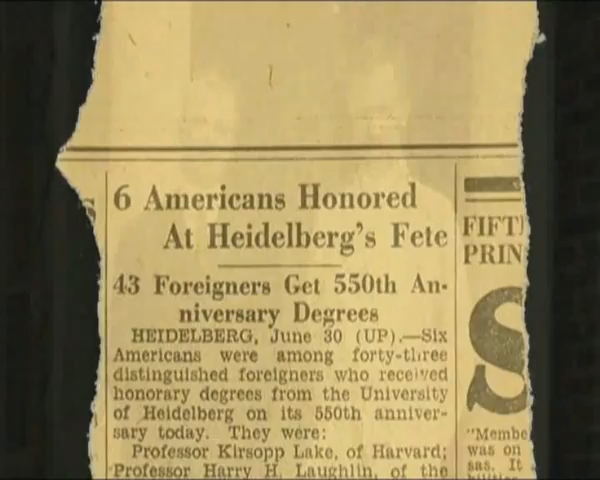 6 Americans Honored
At Heidelberg's Fete
43 Foreigners Get 550th An-
niversary Degrees
HEIDELBERG, June 30 (UP).—Six
Americans were among forty-three
distinguished foreigners who received
honorary degrees from the University
of Heidelberg on its 550th anniver-
sary today. They were:
Professor Kirsopp Lake, of Harvard;
Professor Harry H. Laughlin, of the
S
FIFT
PRIN
S
"Membe
was on
sas. It